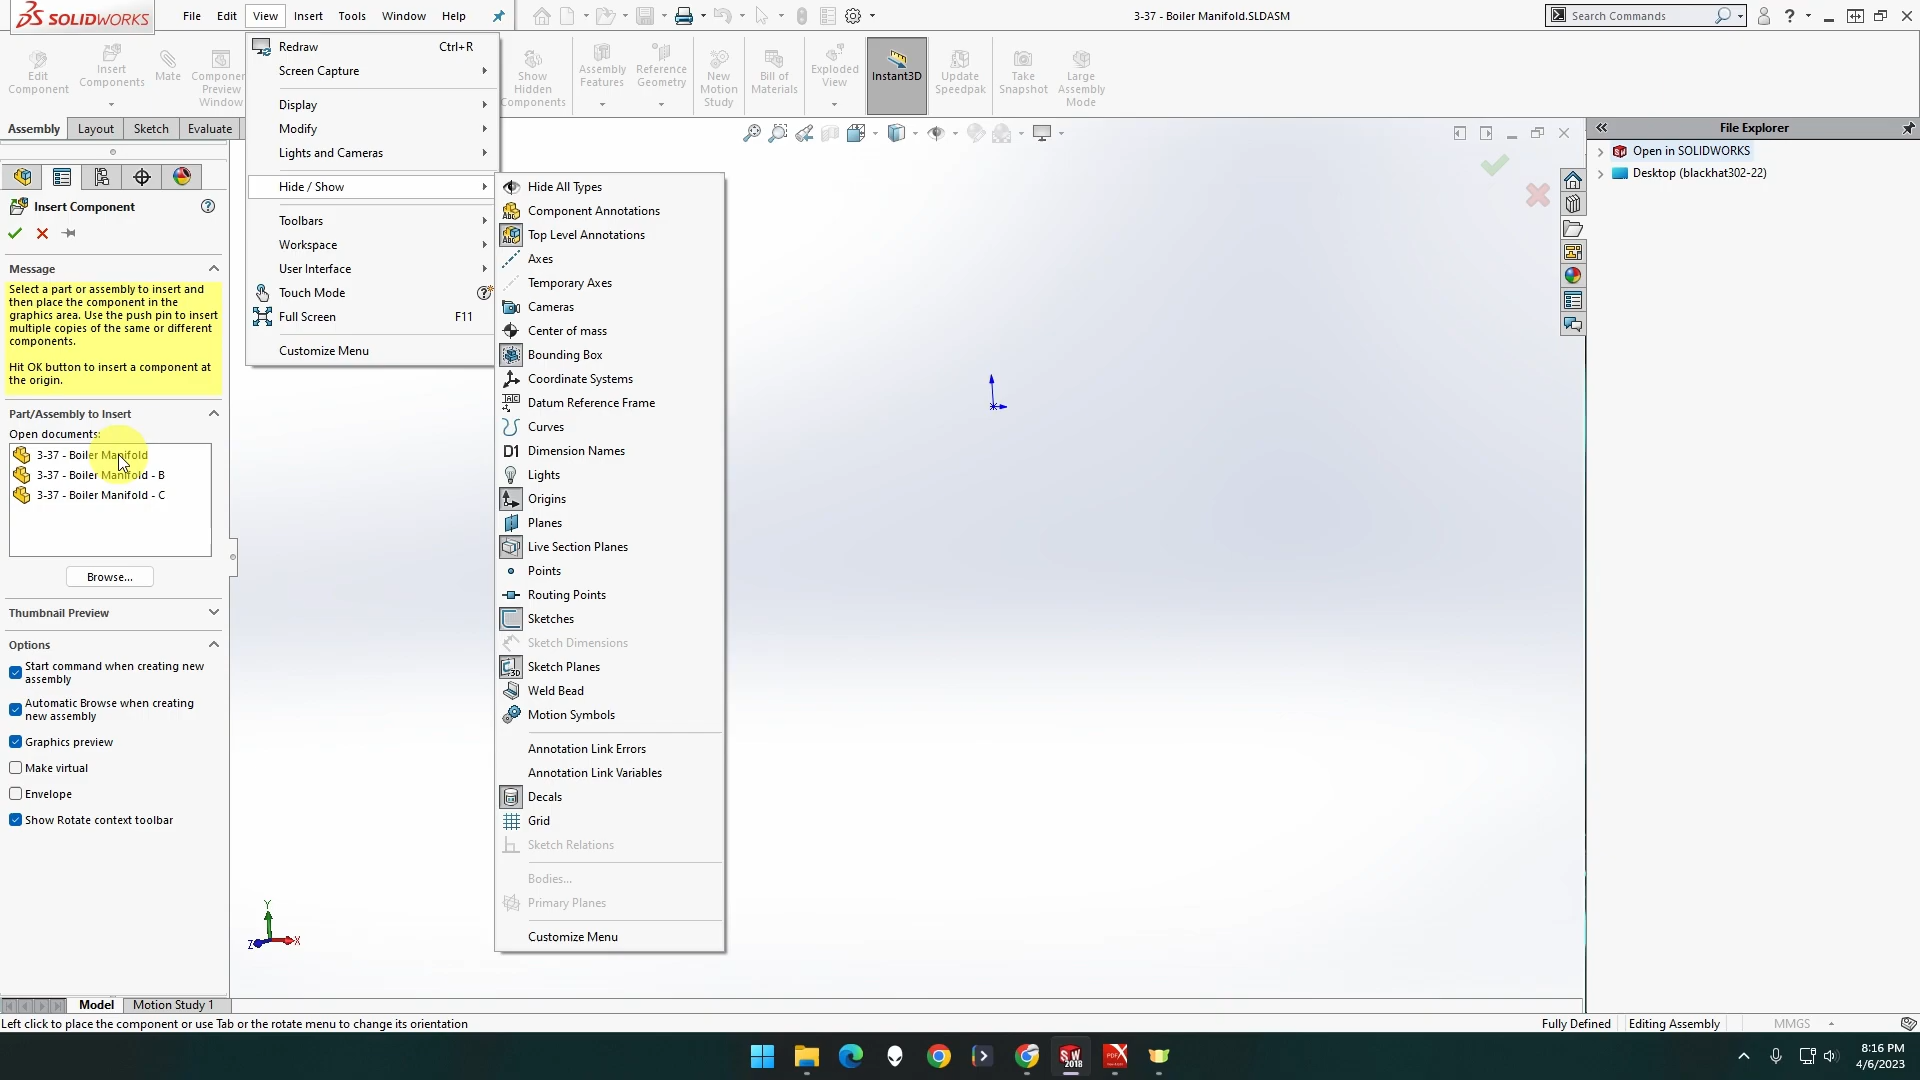 SOLIDWORKS
File Edit View Insert Tools Window Help
3-37 - Boiler Manifold.SLDASM
Search Commands
Edit Component
Insert Components
Mate
Component Preview Window
Show Hidden Components
Assembly Features
Reference Geometry
New Motion Study
Bill of Materials
Exploded View
Instant3D
Update Speedpak
Take Snapshot
Large Assembly Mode
Assembly Layout Sketch Evaluate
Redraw Ctrl+R
Screen Capture
Display
Modify
Lights and Cameras
Hide / Show
Toolbars
Workspace
User Interface
Touch Mode
Full Screen F11
Customize Menu
Hide All Types
Component Annotations
Top Level Annotations
Axes
Temporary Axes
Cameras
Center of mass
Bounding Box
Coordinate Systems
Datum Reference Frame
Curves
D1 Dimension Names
Lights
Origins
Planes
Live Section Planes
Points
Routing Points
Sketches
Sketch Dimensions
Sketch Planes
Weld Bead
Motion Symbols
Annotation Link Errors
Annotation Link Variables
Decals
Grid
Sketch Relations
Bodies...
Primary Planes
Customize Menu
Insert Component
Message
Select a part or assembly to insert and
then place the component in the
graphics area. Use the push pin to insert
multiple copies of the same or different
components.
Hit OK button to insert a component at
the origin.
Part/Assembly to Insert
Open documents:
3-37 - Boiler Manifold
3-37 - Boiler Manifold - B
3-37 - Boiler Manifold - C
Browse...
Thumbnail Preview
Options
Start command when creating new
assembly
Automatic Browse when creating
new assembly
Graphics preview
Make virtual
Envelope
Show Rotate context toolbar
Y
Z
X
File Explorer
Open in SOLIDWORKS
Desktop (blackhat302-22)
Model Motion Study 1
Left click to place the component or use Tab or the rotate menu to change its orientation
Fully Defined Editing Assembly MMGS
SW 2018
PDF
8:16 PM
4/6/2023